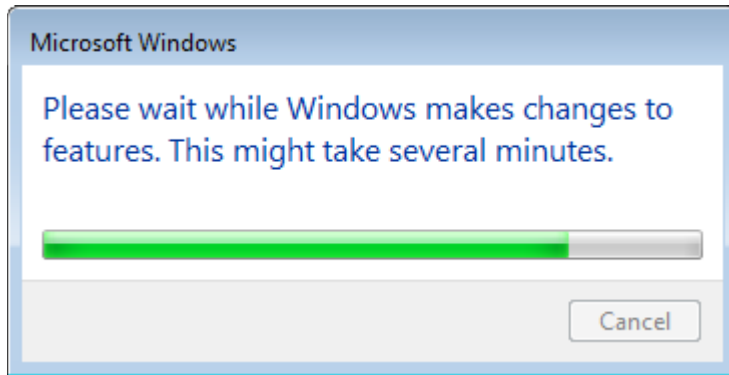 Microsoft Windows
Please wait while Windows makes changes to
features. This might take several minutes.
Cancel